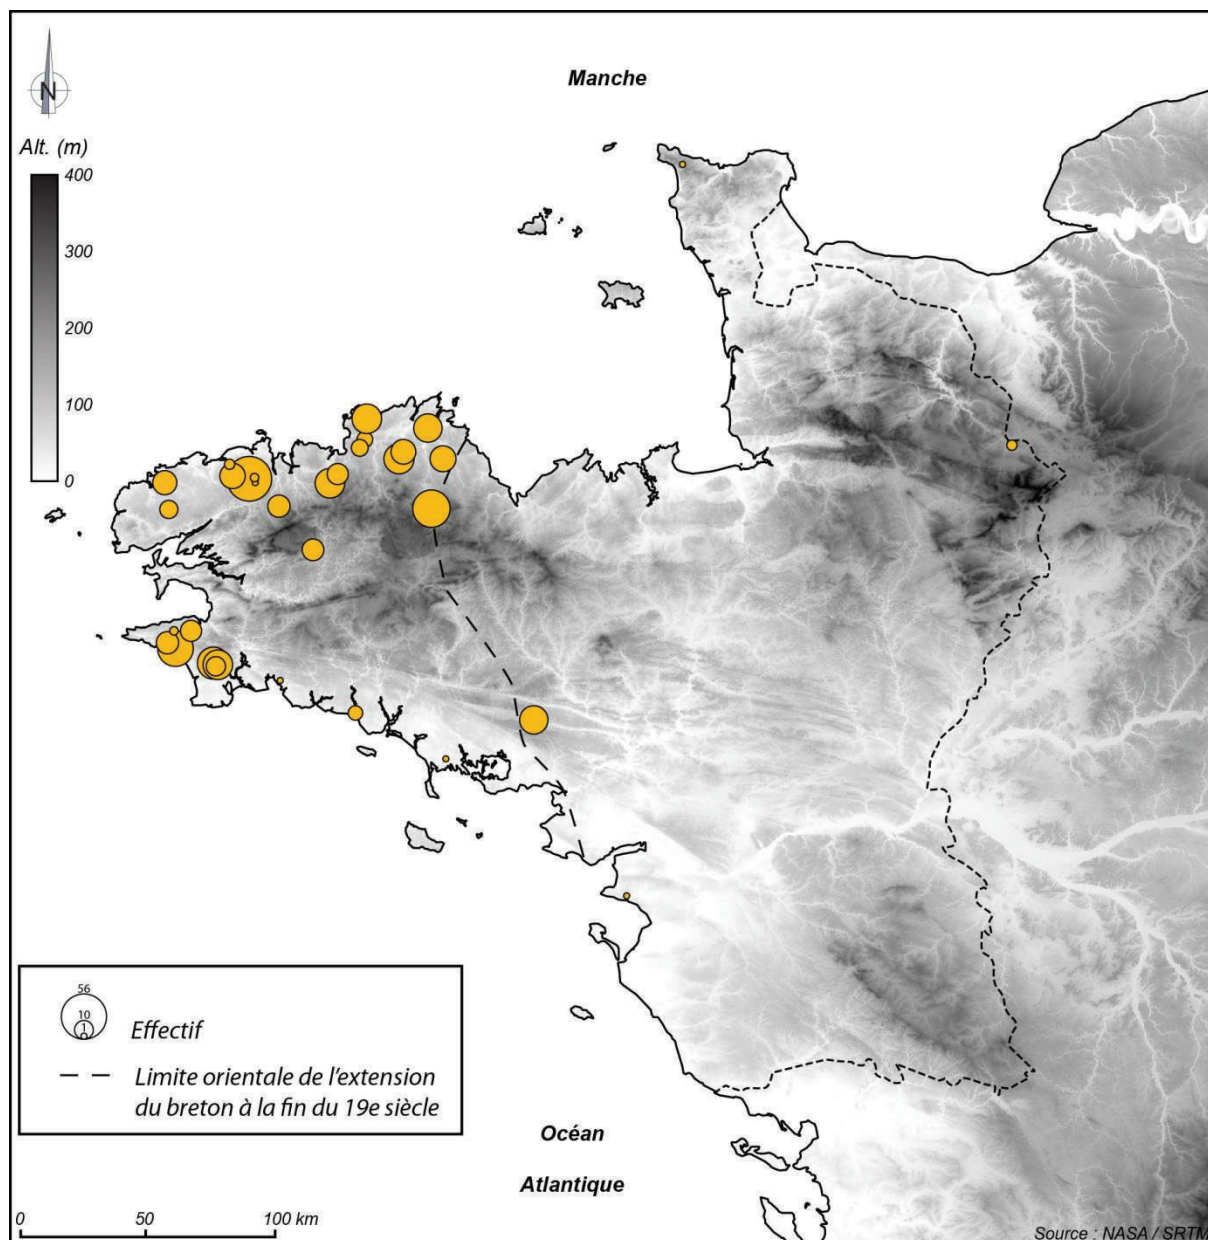 Manche
N
Alt. (m)
400
300
200
100
0
56
10
1
0
Effectif
Limite orientale de l'extension
du breton à la fin du 19e siècle
Océan
Atlantique
0 50 100 km
Source : NASA / SRTM